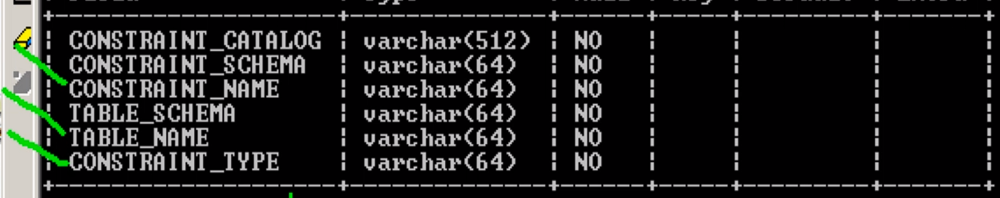 CONSTRAINT_CATALOG | varchar(512) | NO | | | |
CONSTRAINT_SCHEMA | varchar(64) | NO | | | |
CONSTRAINT_NAME | varchar(64) | NO | | | |
TABLE_SCHEMA | varchar(64) | NO | | | |
TABLE_NAME | varchar(64) | NO | | | |
CONSTRAINT_TYPE | varchar(64) | NO | | | |